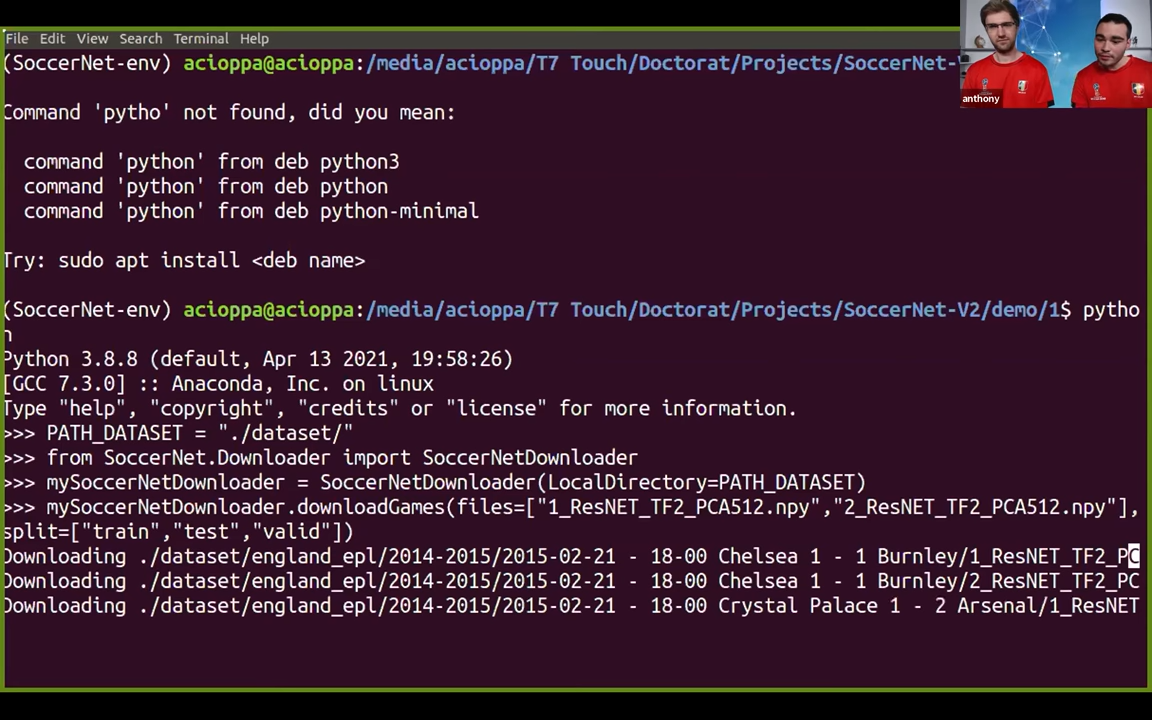 File Edit View Search Terminal Help
(SoccerNet-env) acioppa@acioppa:/media/acioppa/T7 Touch/Doctorat/Projects/SoccerNet-
anthony
Command 'pytho' not found, did you mean:
command 'python' from deb python3
command 'python' from deb python
command 'python' from deb python-minimal
Try: sudo apt install <deb name>
(SoccerNet-env) acioppa@acioppa:/media/acioppa/T7 Touch/Doctorat/Projects/SoccerNet-V2/demo/1$ pytho
n
Python 3.8.8 (default, Apr 13 2021, 19:58:26)
[GCC 7.3.0] :: Anaconda, Inc. on linux
Type "help", "copyright", "credits" or "license" for more information.
>>> PATH_DATASET = "./dataset/"
>>> from SoccerNet.Downloader import SoccerNetDownloader
>>> mySoccerNetDownloader = SoccerNetDownloader(LocalDirectory=PATH_DATASET)
>>> mySoccerNetDownloader.downloadGames(files=["1_ResNET_TF2_PCA512.npy","2_ResNET_TF2_PCA512.npy"],
split=["train","test","valid"])
Downloading ./dataset/england_epl/2014-2015/2015-02-21 - 18-00 Chelsea 1 - 1 Burnley/1_ResNET_TF2_PC
Downloading ./dataset/england_epl/2014-2015/2015-02-21 - 18-00 Chelsea 1 - 1 Burnley/2_ResNET_TF2_PC
Downloading ./dataset/england_epl/2014-2015/2015-02-21 - 18-00 Crystal Palace 1 - 2 Arsenal/1_ResNET